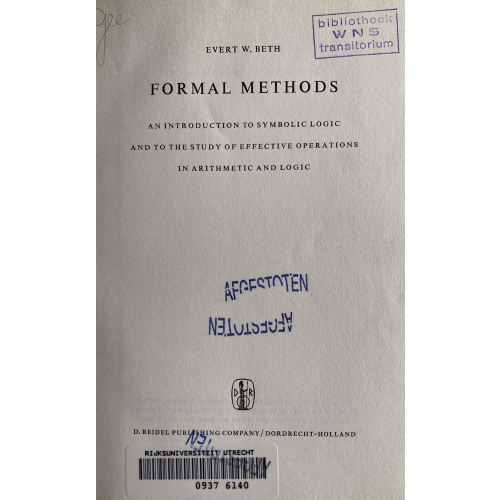 bibliotheek
WNS
transitorium
EVERT W. BETH
FORMAL METHODS
AN INTRODUCTION TO SYMBOLIC LOGIC
AND TO THE STUDY OF EFFECTIVE OPERATIONS
IN ARITHMETIC AND LOGIC
AFGESTOTEN
AFGESTOTEN
D R
D. REIDEL PUBLISHING COMPANY / DORDRECHT-HOLLAND
RIJKSUNIVERSITEIT UTRECHT
0937 6140